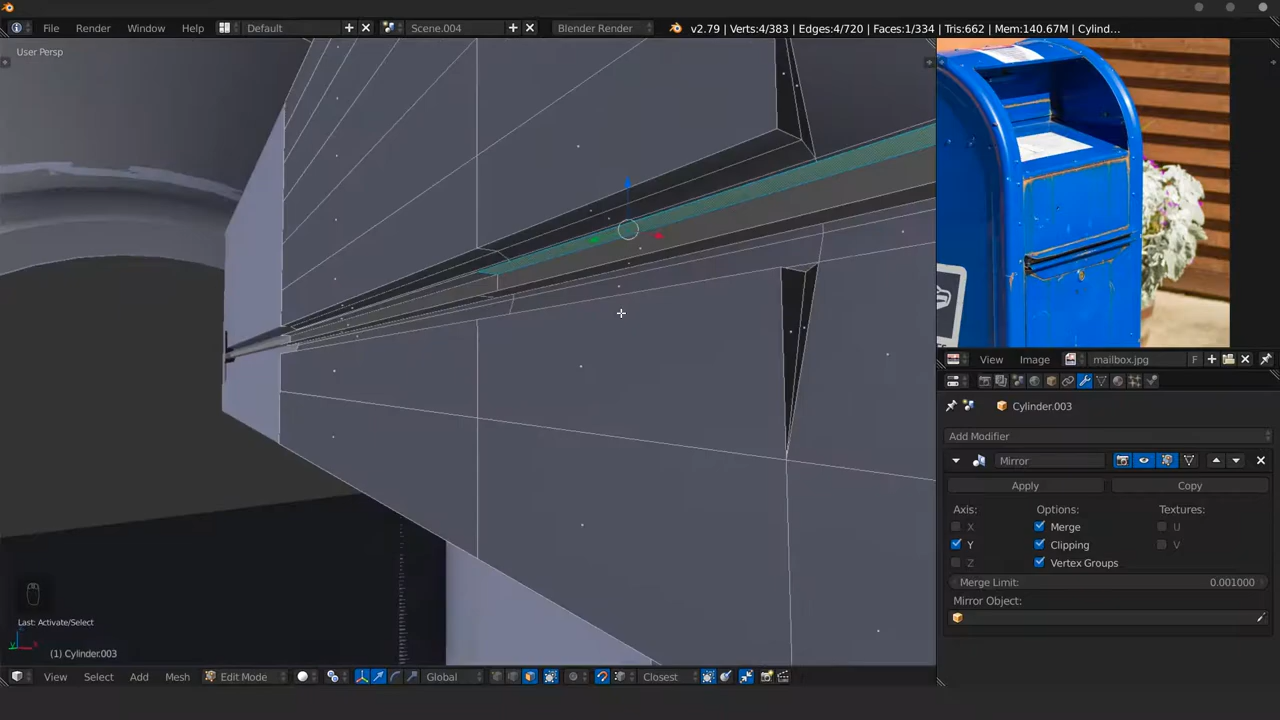 File Render Window Help Default Scene.004 Blender Render v2.79 | Verts:4/383 | Edges:4/720 | Faces:1/334 | Tris:662 | Mem:140.67M | Cylind...
User Persp
View Image mailbox.jpg F
Cylinder.003
Add Modifier
Mirror
Apply Copy
Axis: Options: Textures:
X Merge U
Y Clipping V
Z Vertex Groups
Merge Limit: 0.001000
Mirror Object:
Last: Activate/Select
(1) Cylinder.003
View Select Add Mesh Edit Mode Global Closest